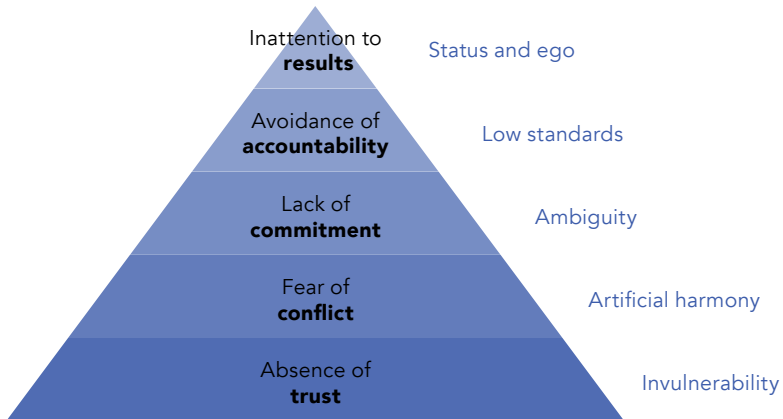 Inattention to
results
Status and ego
Avoidance of
accountability
Low standards
Lack of
commitment
Ambiguity
Fear of
conflict
Artificial harmony
Absence of
trust
Invulnerability